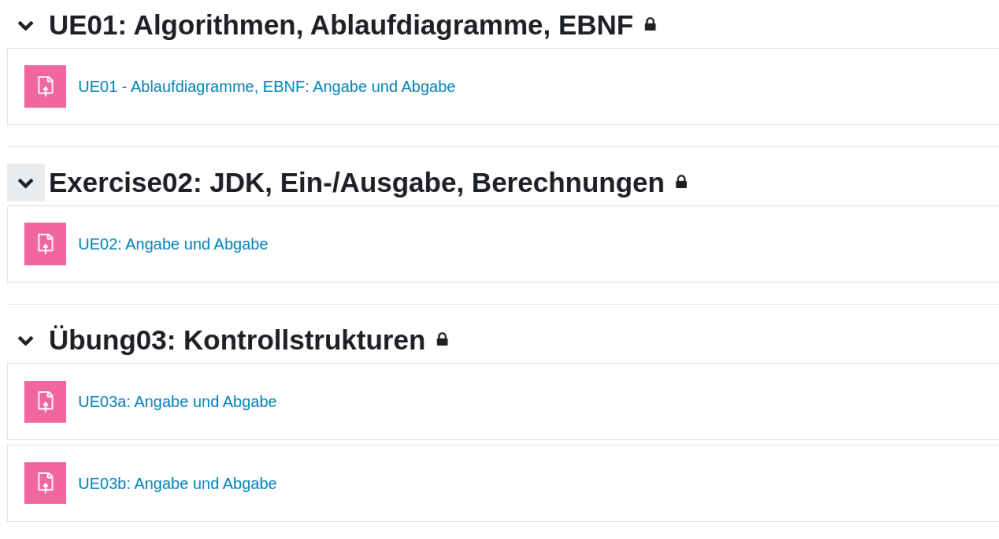 UE01: Algorithmen, Ablaufdiagramme, EBNF
UE01 - Ablaufdiagramme, EBNF: Angabe und Abgabe
Exercise02: JDK, Ein-/Ausgabe, Berechnungen
UE02: Angabe und Abgabe
Übung03: Kontrollstrukturen
UE03a: Angabe und Abgabe
UE03b: Angabe und Abgabe